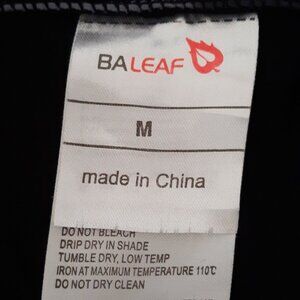 BALEAF
M
made in China
DO NOT BLEACH
DRIP DRY IN SHADE
TUMBLE DRY, LOW TEMP
IRON AT MAXIMUM TEMPERATURE 110℃
DO NOT DRY CLEAN